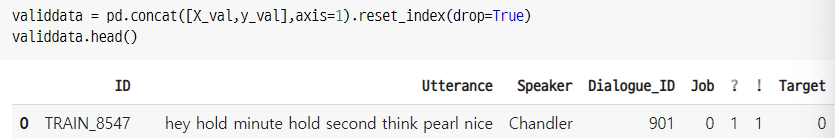 validdata = pd.concat([X_val,y_val],axis=1).reset_index(drop=True)
validdata.head()
ID Utterance Speaker Dialogue_ID Job ? ! Target
0 TRAIN_8547 hey hold minute hold second think pearl nice Chandler 901 0 1 1 0